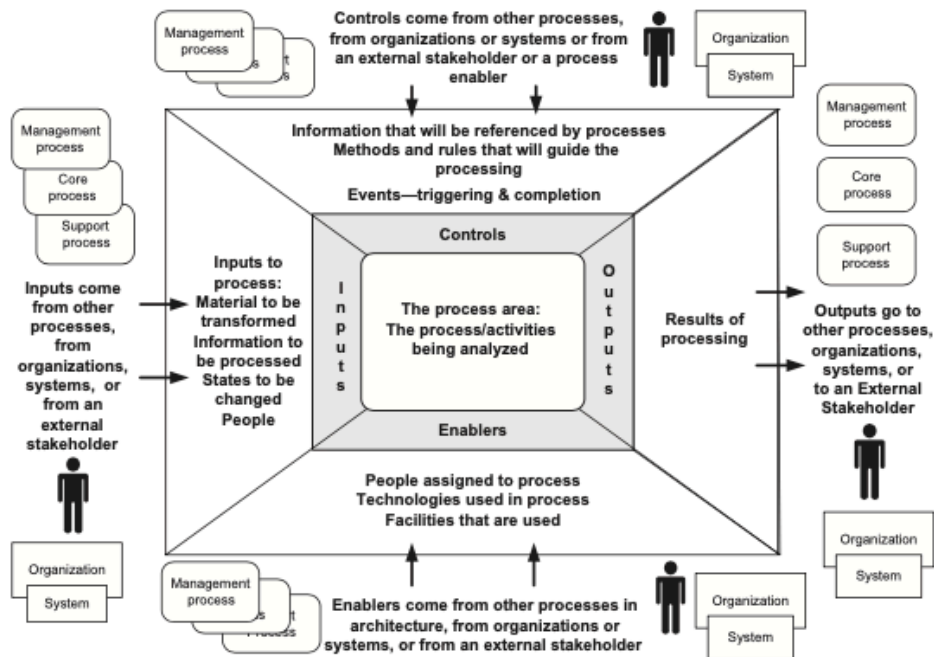 Management
process
s
t
s
Controls come from other processes,
from organizations or systems or from
an external stakeholder or a process
enabler
Organization
System
Management
process
Core
process
Support
process
Inputs come
from other
processes,
from
organizations,
systems, or
from an
external
stakeholder
Organization
System
Information that will be referenced by processes
Methods and rules that will guide the
processing
Events—triggering & completion
Controls
Inputs to
process:
Material to be
transformed
Information to
be processed
States to be
changed
People
Inputs
The process area:
The process/activities
being analyzed
Outputs
Results of
processing
Enablers
People assigned to process
Technologies used in process
Facilities that are used
Management
process
Core
process
Support
process
Outputs go to
other processes,
organizations,
systems, or
to an External
Stakeholder
Organization
System
Management
process
s
t
Enablers come from other processes in
architecture, from organizations or
systems, or from an external stakeholder
Organization
System